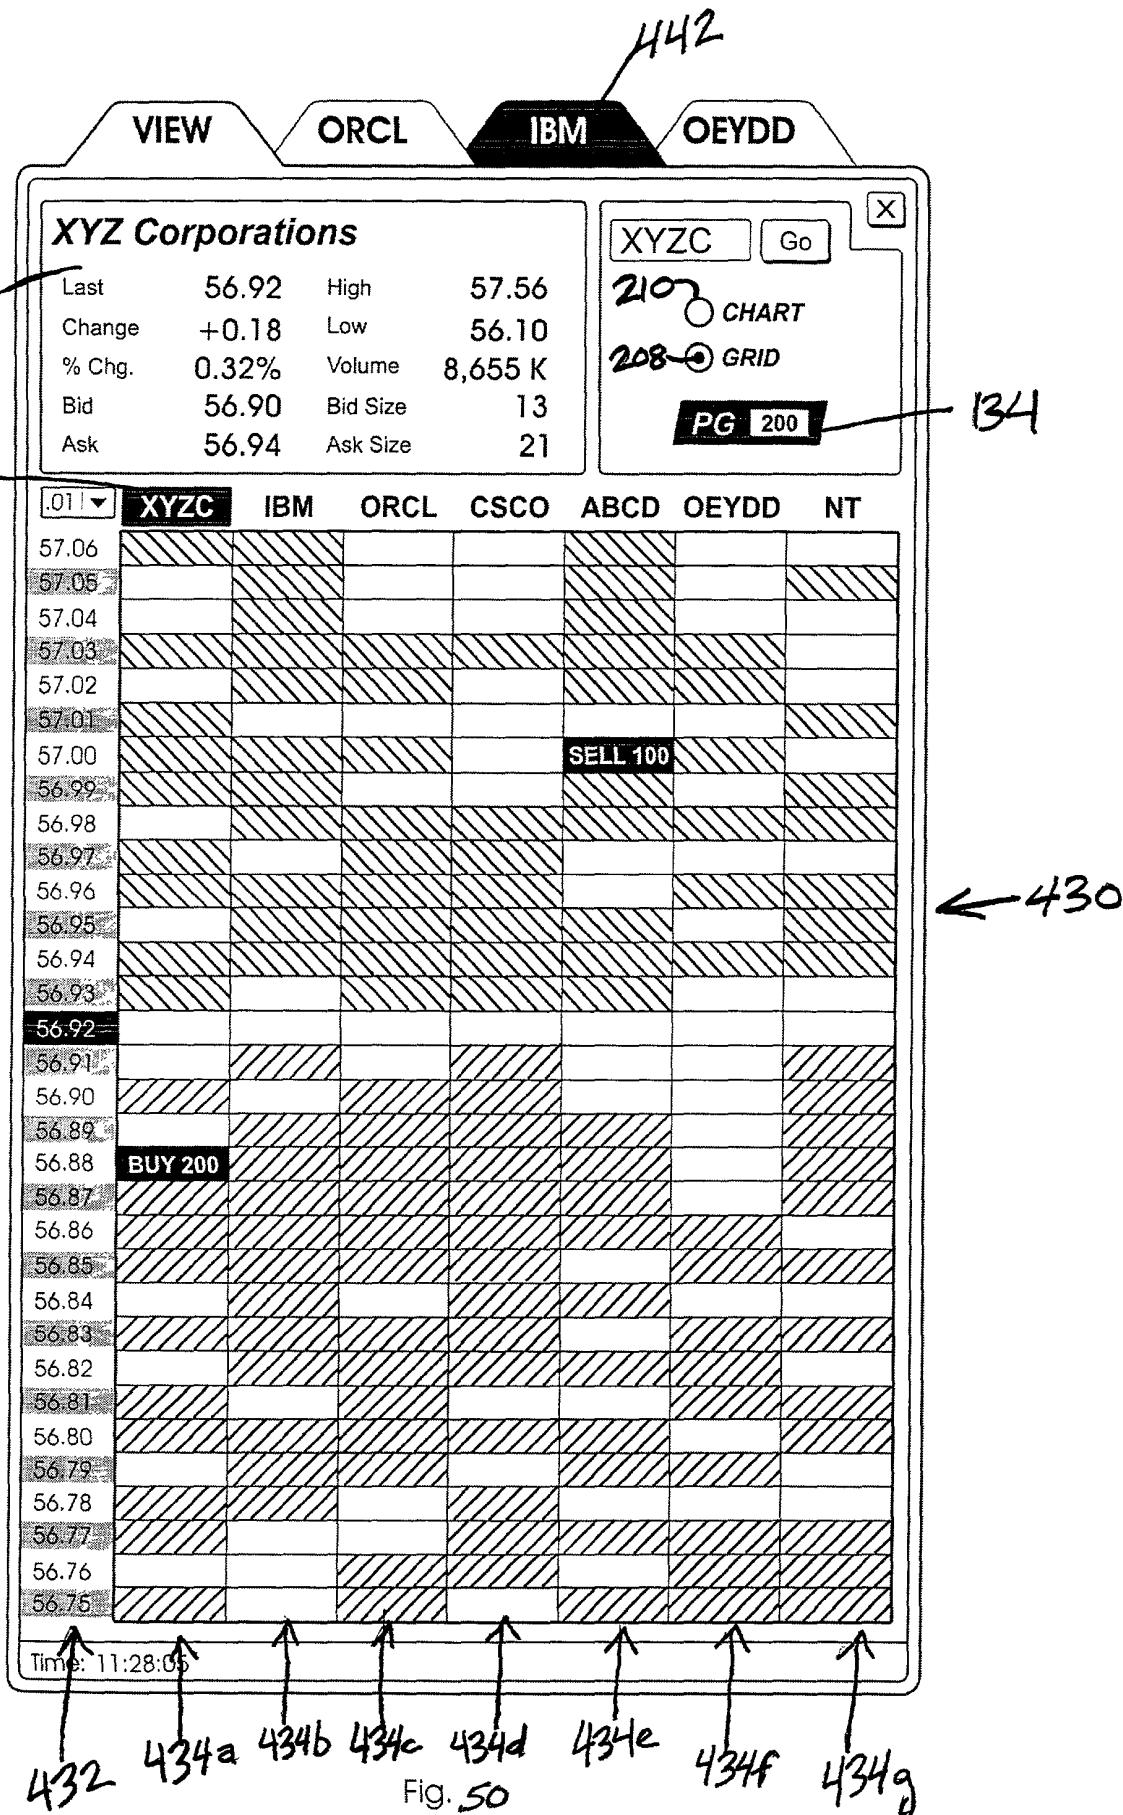 442
VIEW ORCL IBM OEYDD
X
XYZ Corporations
XYZC Go
Last 56.92 High 57.56
210 CHART
Change +0.18 Low 56.10
208 GRID
% Chg. 0.32% Volume 8,655 K
Bid 56.90 Bid Size 13
PG 200
134
Ask 56.94 Ask Size 21
.01 XYZC IBM ORCL CSCO ABCD OEYDD NT
57.06
57.05
57.04
57.03
57.02
57.01
57.00 SELL 100
56.99
56.98
56.97
56.96
430
56.95
56.94
56.93
56.92
56.91
56.90
56.89
56.88 BUY 200
56.87
56.86
56.85
56.84
56.83
56.82
56.81
56.80
56.79
56.78
56.77
56.76
56.75
Time: 11:28:05
432 434a 434b 434c 434d 434e 434f 434g
Fig. 50